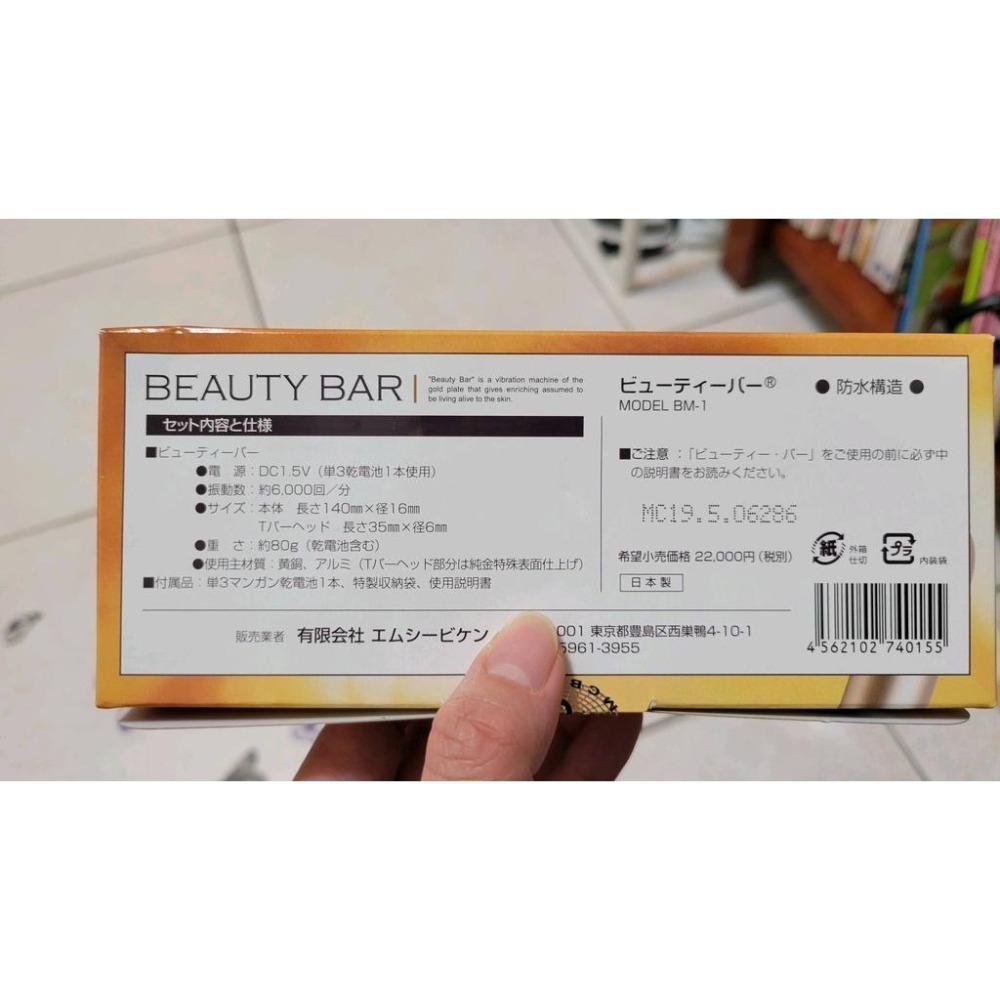 BEAUTY BAR
"Beauty Bar" is a vibration machine of the
gold plate that gives enriching assumed to
be living alive to the skin.
セット内容と仕様
■ビューティーバー
●電　源：DC1.5V（単3乾電池1本使用）
●振動数：約6,000回／分
●サイズ：本体　長さ140㎜×径16㎜
Tバーヘッド　長さ35㎜×径6㎜
●重　さ：約80g（乾電池含む）
●使用主材質：黄銅、アルミ（Tバーヘッド部分は純金特殊表面仕上げ）
■付属品：単3マンガン乾電池1本、特製収納袋、使用説明書
ビューティーバー®
MODEL BM-1
●防水構造●
■ご注意：「ビューティー・バー」をご使用の前に必ず中
の説明書をお読みください。
MC19.5.06286
希望小売価格 22,000円（税別）
日本製
紙
外箱
仕切
プラ
内装袋
販売業者　有限会社 エムシービケン
001 東京都豊島区西巣鴨4-10-1
5961-3955
4 562102 740155